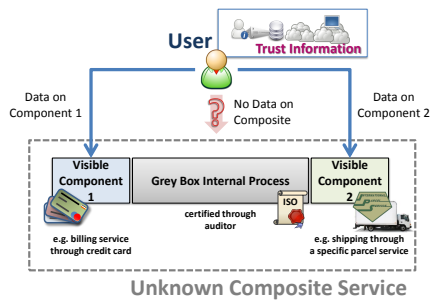 User
Trust Information
Data on
Component 1
No Data on
Composite
Data on
Component 2
Visible
Component
1
Grey Box Internal Process
Visible
Component
2
ISO
certified through
auditor
e.g. billing service
through credit card
e.g. shipping through
a specific parcel service
Unknown Composite Service